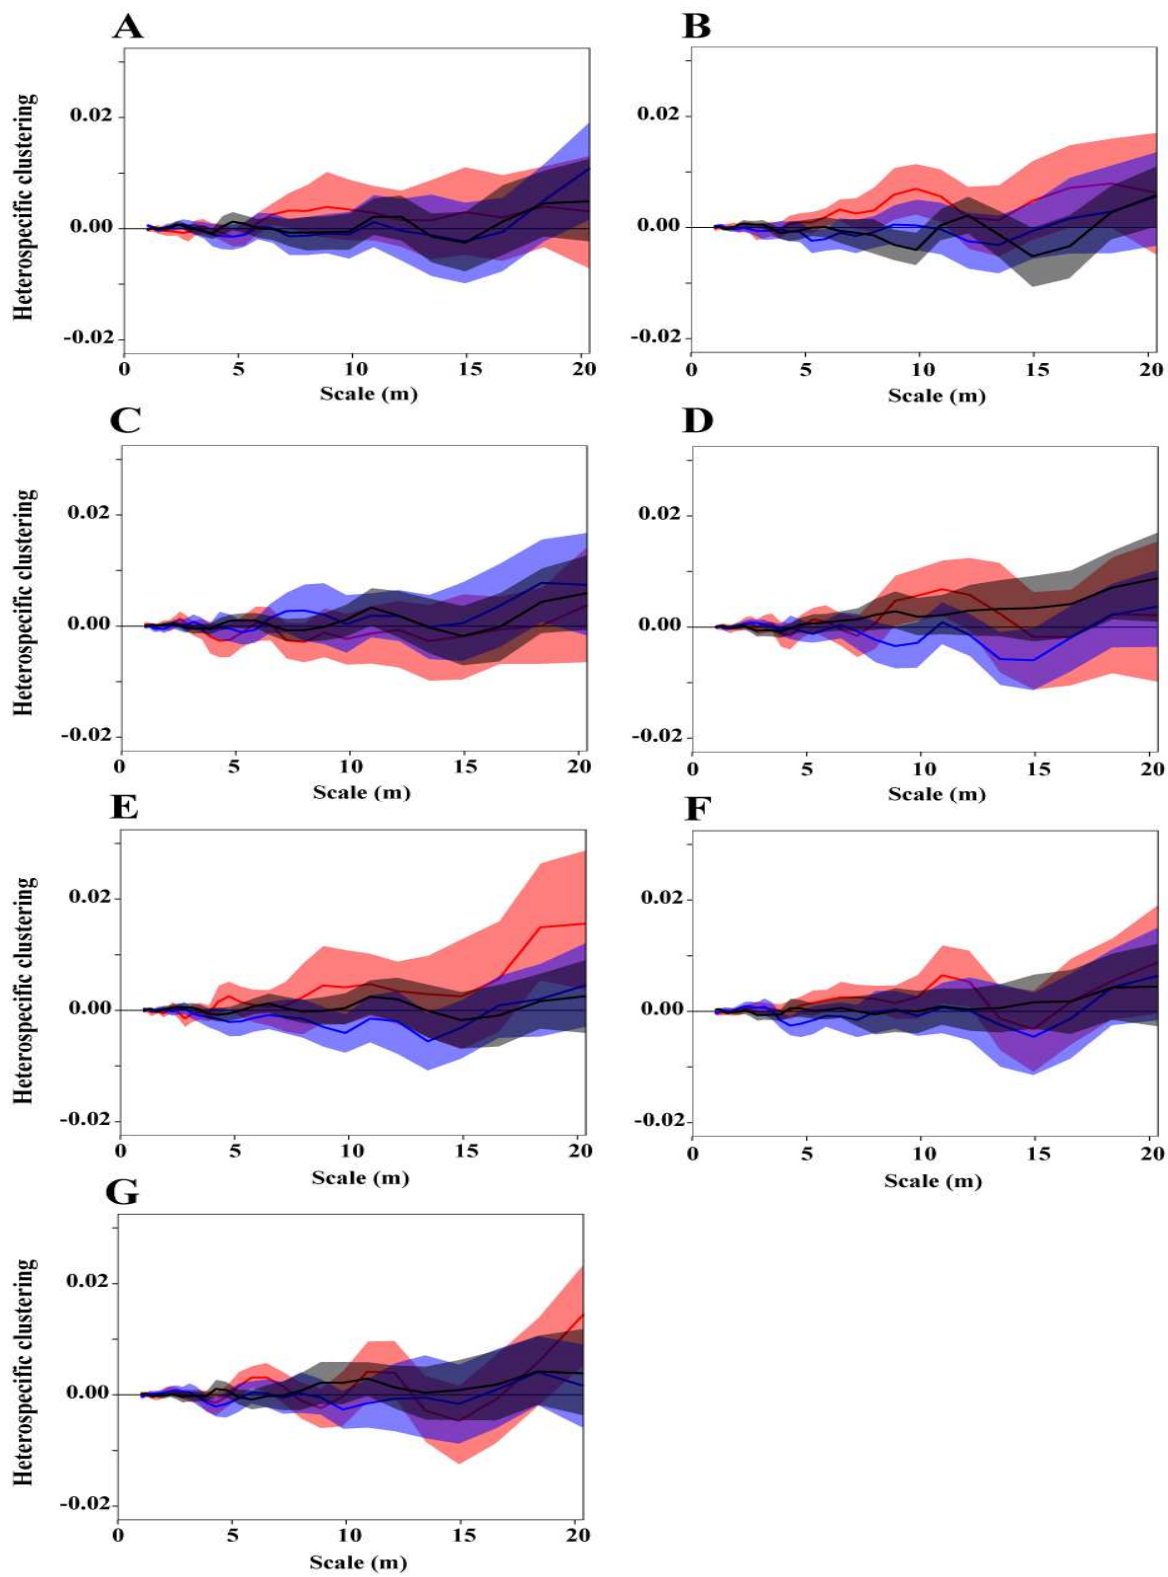 A B
Heterospecific clustering
0.02 0.02
0.00 0.00
-0.02 -0.02
0 5 10 15 20 0 5 10 15 20
Scale (m) Scale (m)
C D
Heterospecific clustering
0.02 0.02
0.00 0.00
-0.02 -0.02
0 5 10 15 20 0 5 10 15 20
Scale (m) Scale (m)
E F
Heterospecific clustering
0.02 0.02
0.00 0.00
-0.02 -0.02
0 5 10 15 20 0 5 10 15 20
Scale (m) Scale (m)
G
Heterospecific clustering
0.02
0.00
-0.02
0 5 10 15 20
Scale (m)